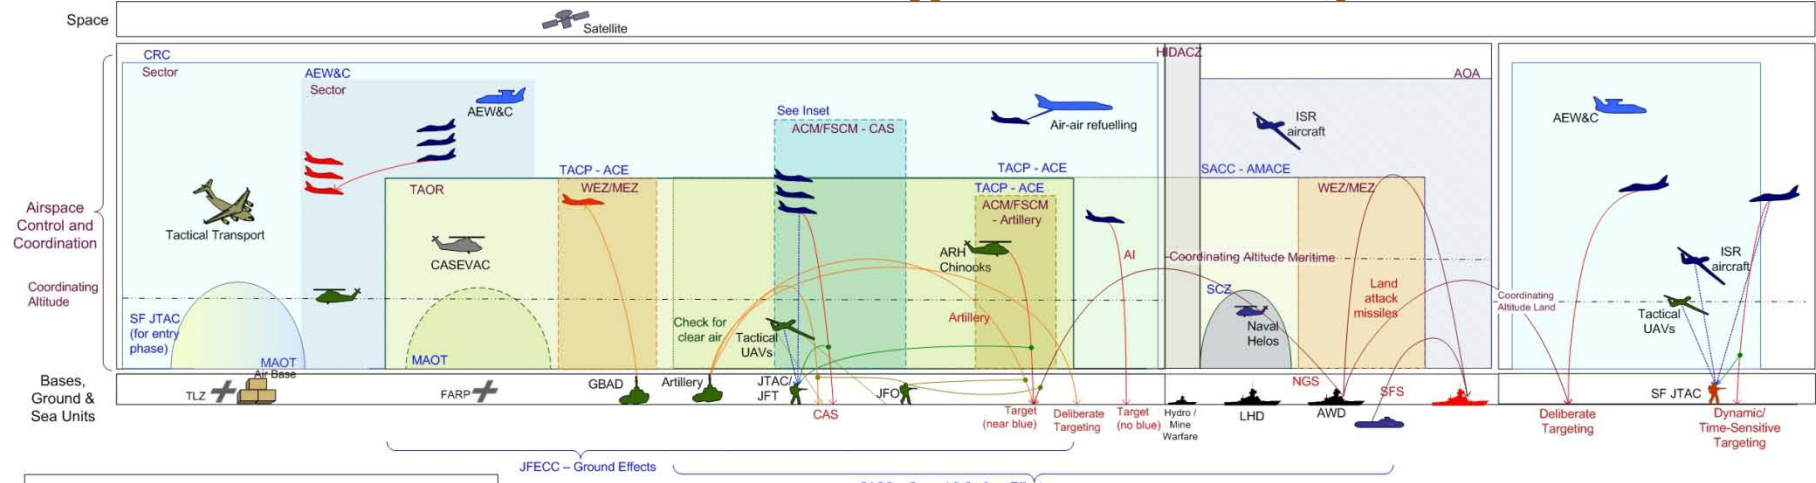 Space
Satellite
CRC
Sector
AEW&C
Sector
AEW&C
See Inset
ACM/FSCM - CAS
Air-air refuelling
HIDACZ
AOA
ISR
aircraft
AEW&C
TACP - ACE
WEZ/MEZ
TAOR
TACP - ACE
TACP - ACE
ACM/FSCM
- Artillery
SACC - AMACE
WEZ/MEZ
Airspace
Control and
Coordination
Tactical Transport
CASEVAC
ARH
Chinooks
AI
Coordinating Altitude Maritime
ISR
aircraft
Coordinating
Altitude
SCZ
Land
attack
missiles
Coordinating
Altitude Land
SF JTAC
(for entry
phase)
Check for
clear air
Tactical
UAVs
Artillery
Naval
Helos
Tactical
UAVs
MAOT
MAOT
Bases,
Ground &
Sea Units
Air Base
TLZ
FARP
GBAD
Artillery
JTAC/
JFT
JFO
NGS
SFS
SF JTAC
CAS
Target
(near blue)
Deliberate
Targeting
Target
(no blue)
Hydro /
Mine
Warfare
LHD
AWD
Deliberate
Targeting
Dynamic/
Time-Sensitive
Targeting
JFECC – Ground Effects